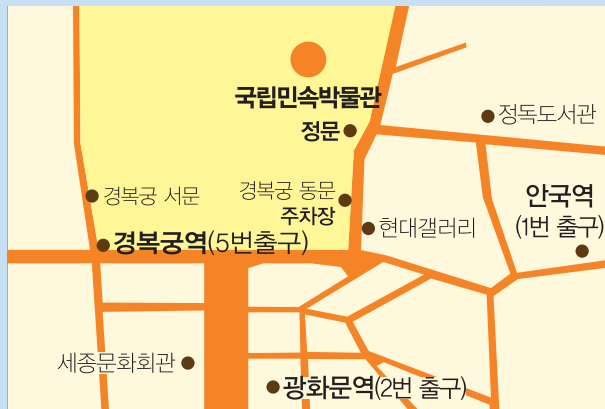 국립민속박물관
정문
정독도서관
경복궁 서문
경복궁 동문
주차장
안국역
(1번 출구)
현대갤러리
경복궁역(5번출구)
세종문화회관
광화문역(2번 출구)